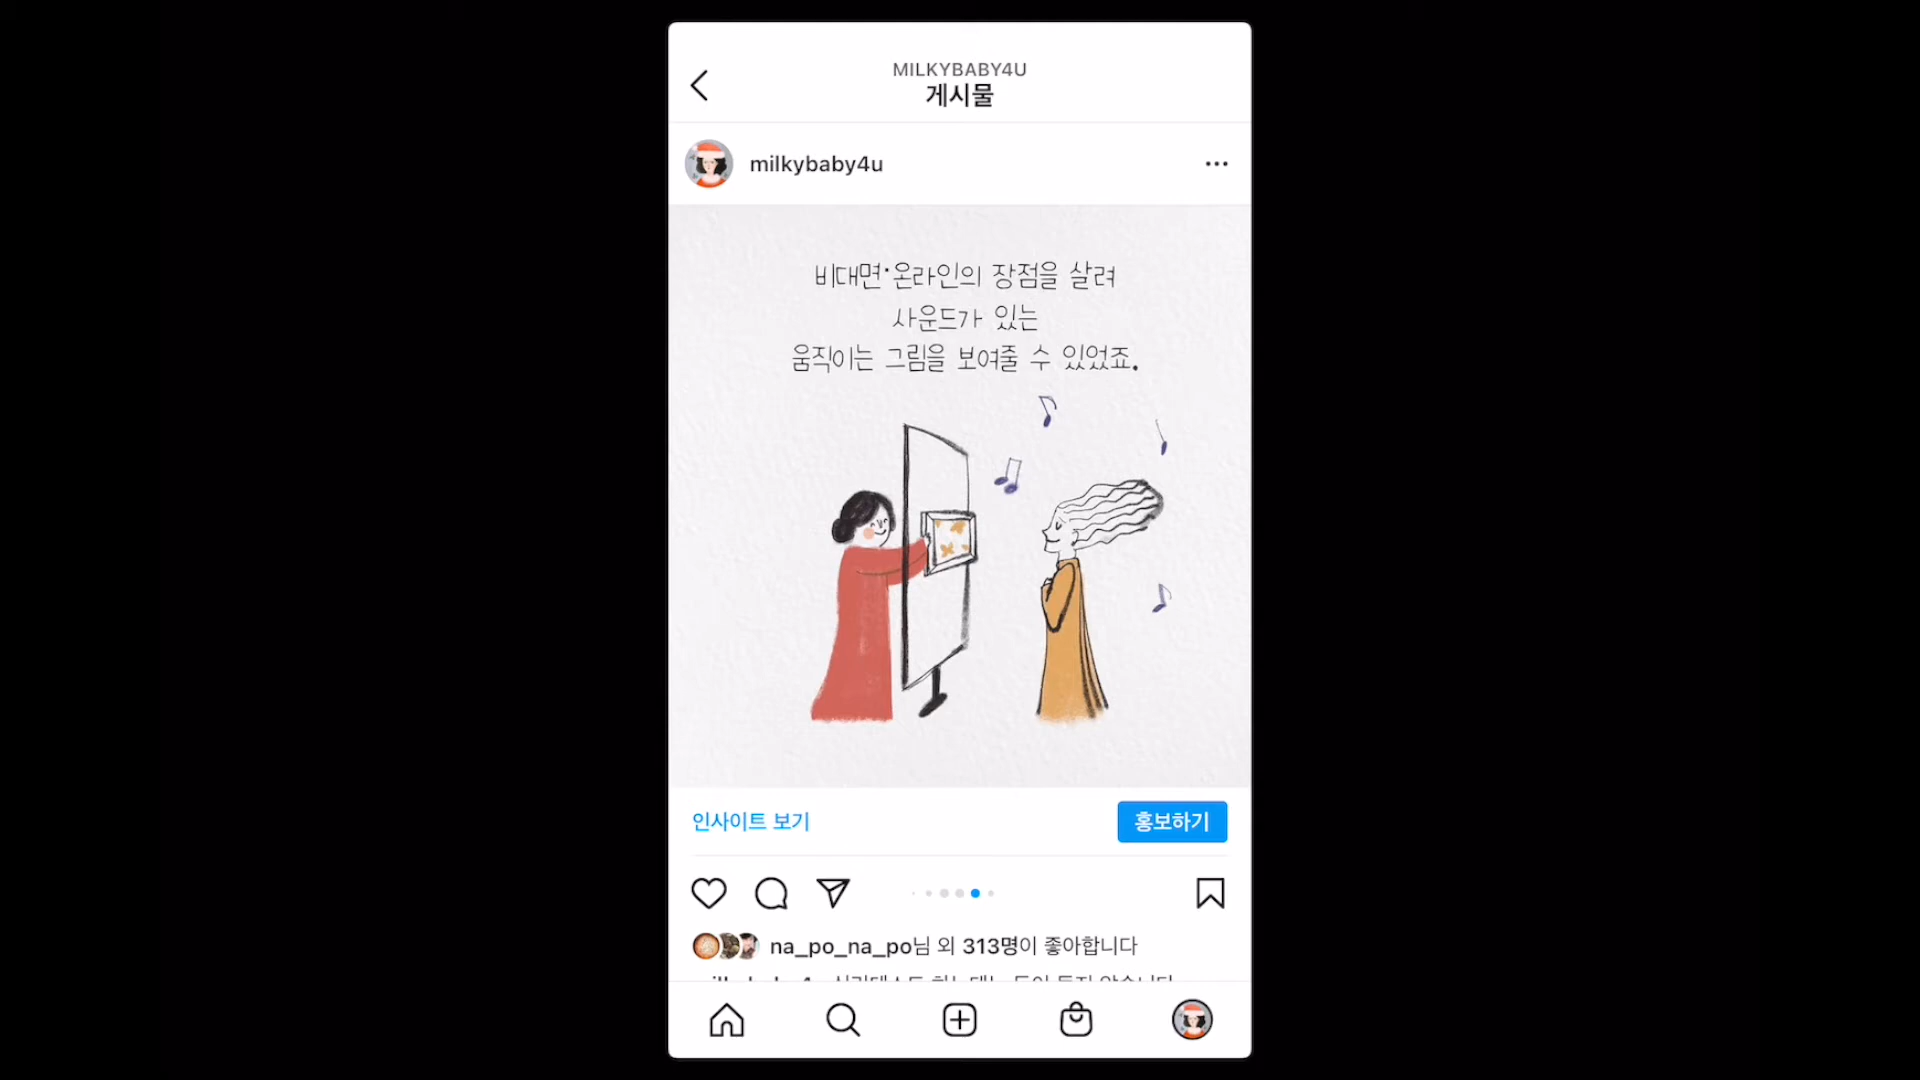 MILKYBABY4U
게시물
milkybaby4u
비대면·온라인의 장점을 살려
사운드가 있는
움직이는 그림을 보여줄 수 있었죠.
인사이트 보기
홍보하기
na_po_na_po님 외 313명이 좋아합니다